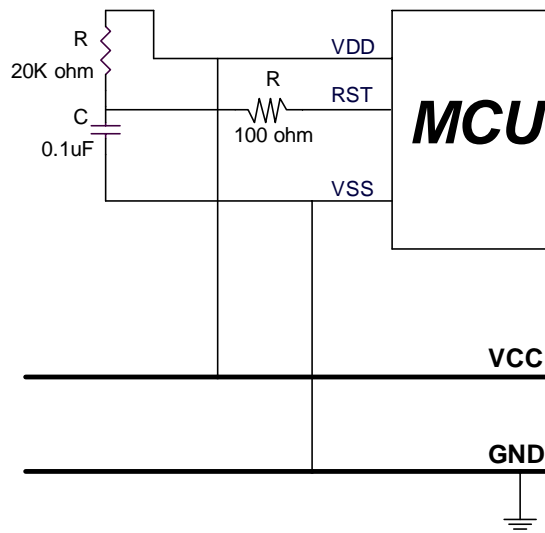 VDD
R
20K ohm
R
RST
C
100 ohm
MCU
0.1uF
VSS
VCC
GND